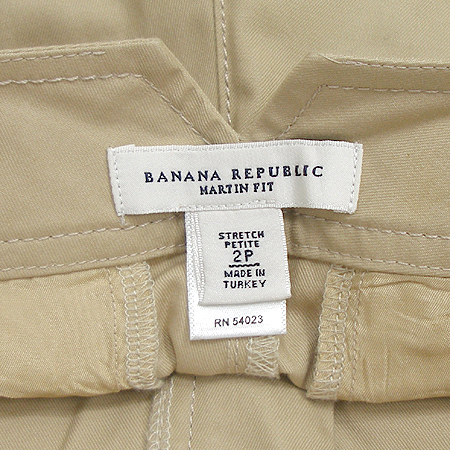 BANANA REPUBLIC
MARTIN FIT
STRETCH
PETITE
2P
MADE IN
TURKEY
RN 54023